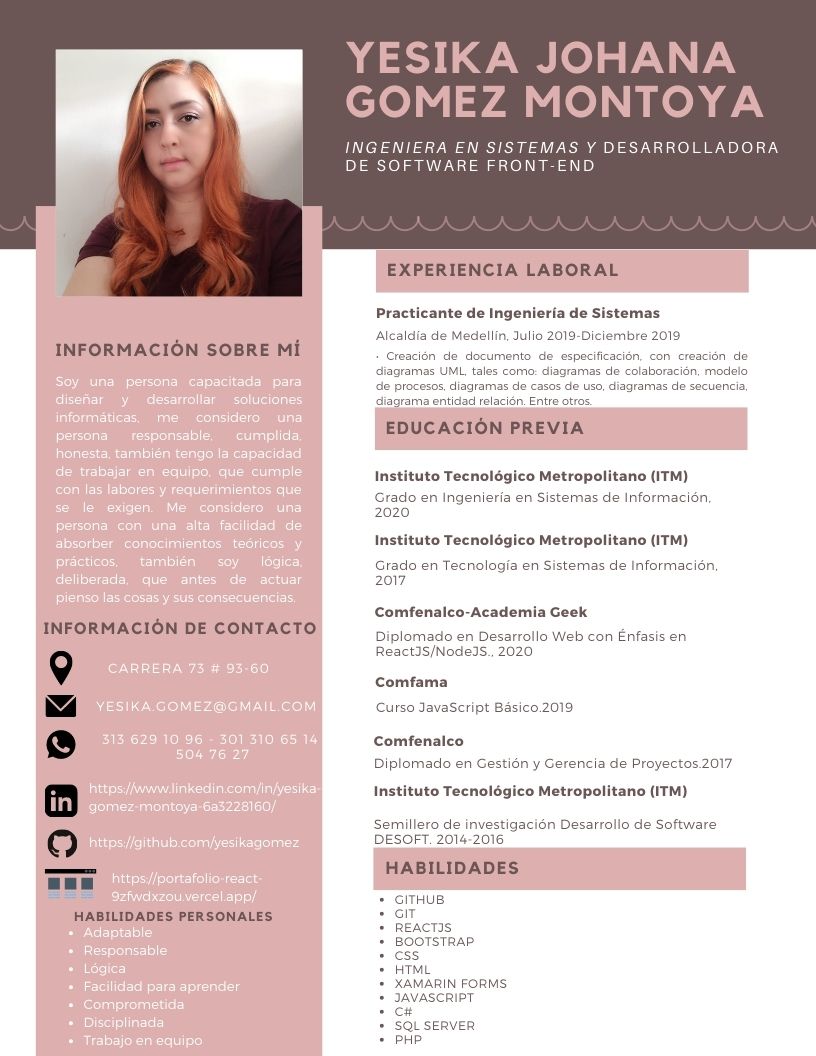 YESIKA JOHANA
GOMEZ MONTOYA
INGENIERA EN SISTEMAS Y DESARROLLADORA
DE SOFTWARE FRONT-END
INFORMACIÓN SOBRE MÍ
Soy una persona capacitada para
diseñar y desarrollar soluciones
informáticas, me considero una
persona responsable, cumplida,
honesta, también tengo la capacidad
de trabajar en equipo, que cumple
con las labores y requerimientos que
se le exigen. Me considero una
persona con una alta facilidad de
absorber conocimientos teóricos y
prácticos, también soy lógica,
deliberada, que antes de actuar
pienso las cosas y sus consecuencias.
INFORMACIÓN DE CONTACTO
CARRERA 73 # 93-60
YESIKA.GOMEZ@GMAIL.COM
313 629 10 96 - 301 310 65 14
504 76 27
https://www.linkedin.com/in/yesika-
gomez-montoya-6a3228160/
https://github.com/yesikagomez
https://portafolio-react-
9zfwdxzou.vercel.app/
HABILIDADES PERSONALES
• Adaptable
• Responsable
• Lógica
• Facilidad para aprender
• Comprometida
• Disciplinada
• Trabajo en equipo
EXPERIENCIA LABORAL
Practicante de Ingeniería de Sistemas
Alcaldía de Medellín, Julio 2019-Diciembre 2019
· Creación de documento de especificación, con creación de
diagramas UML, tales como: diagramas de colaboración, modelo
de procesos, diagramas de casos de uso, diagramas de secuencia,
diagrama entidad relación. Entre otros.
EDUCACIÓN PREVIA
Instituto Tecnológico Metropolitano (ITM)
Grado en Ingeniería en Sistemas de Información,
2020
Instituto Tecnológico Metropolitano (ITM)
Grado en Tecnología en Sistemas de Información,
2017
Comfenalco-Academia Geek
Diplomado en Desarrollo Web con Énfasis en
ReactJS/NodeJS., 2020
Comfama
Curso JavaScript Básico.2019
Comfenalco
Diplomado en Gestión y Gerencia de Proyectos.2017
Instituto Tecnológico Metropolitano (ITM)
Semillero de investigación Desarrollo de Software
DESOFT. 2014-2016
HABILIDADES
• GITHUB
• GIT
• REACTJS
• BOOTSTRAP
• CSS
• HTML
• XAMARIN FORMS
• JAVASCRIPT
• C#
• SQL SERVER
• PHP